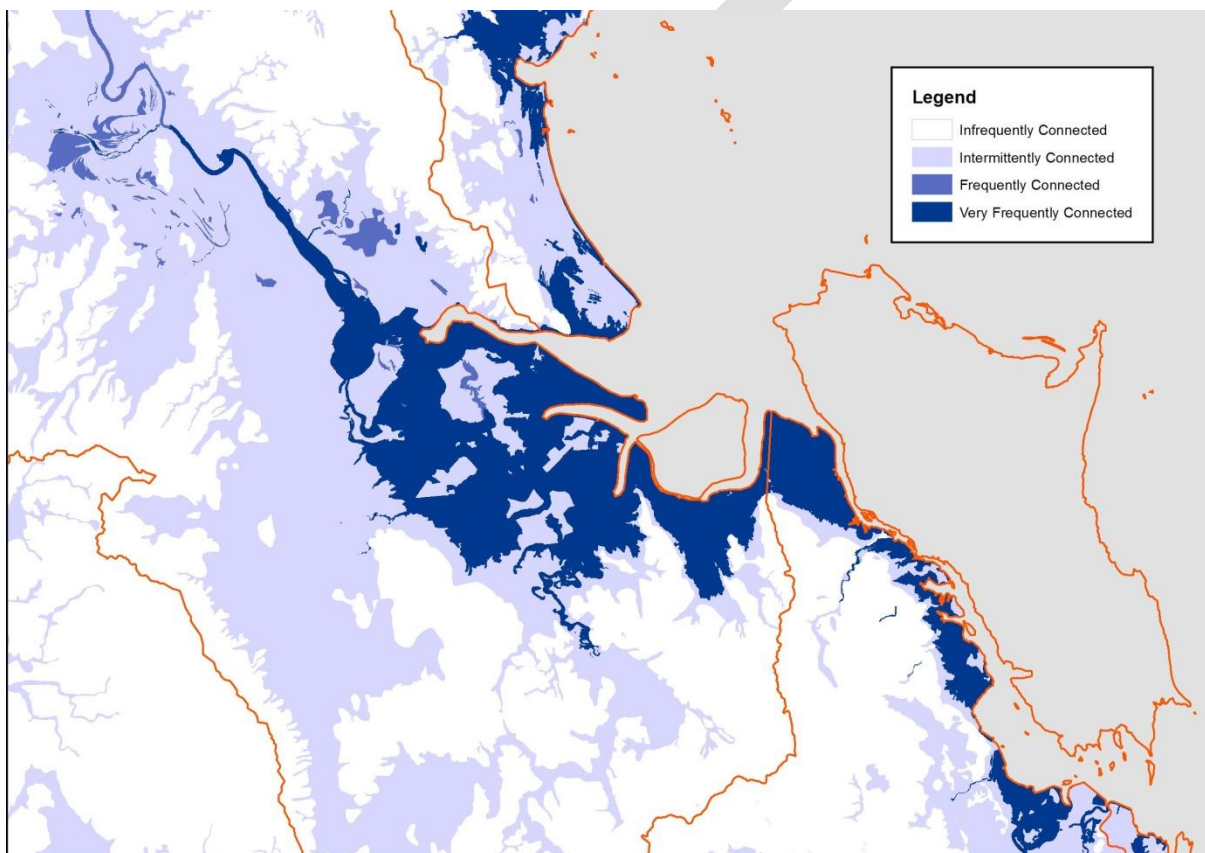 Legend
Infrequently Connected
Intermittently Connected
Frequently Connected
Very Frequently Connected